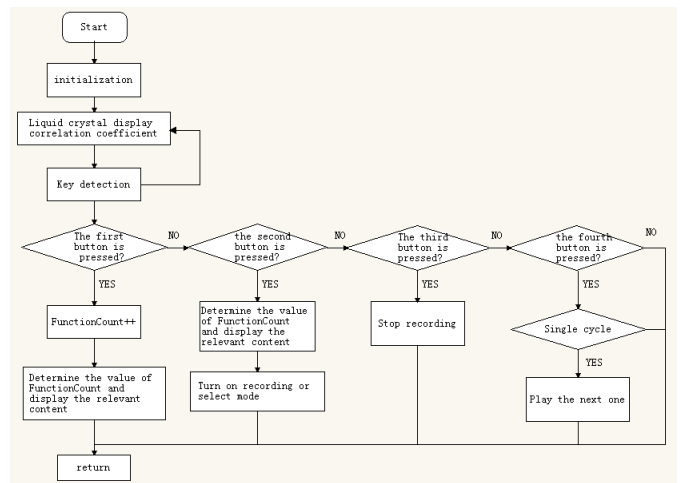 Start
initialization
Liquid crystal display
correlation coefficient
Key detection
The first
button is
pressed?
NO
the second
button is
pressed?
NO
The third
button is
pressed?
NO
the fourth
button is
pressed?
NO
YES
YES
YES
YES
FunctionCount++
Determine the value
of FunctionCount
and display the
relevant content
Stop recording
Single cycle
YES
Determine the value of
FunctionCount and
display the relevant
content
Turn on recording or
select mode
Play the next one
return